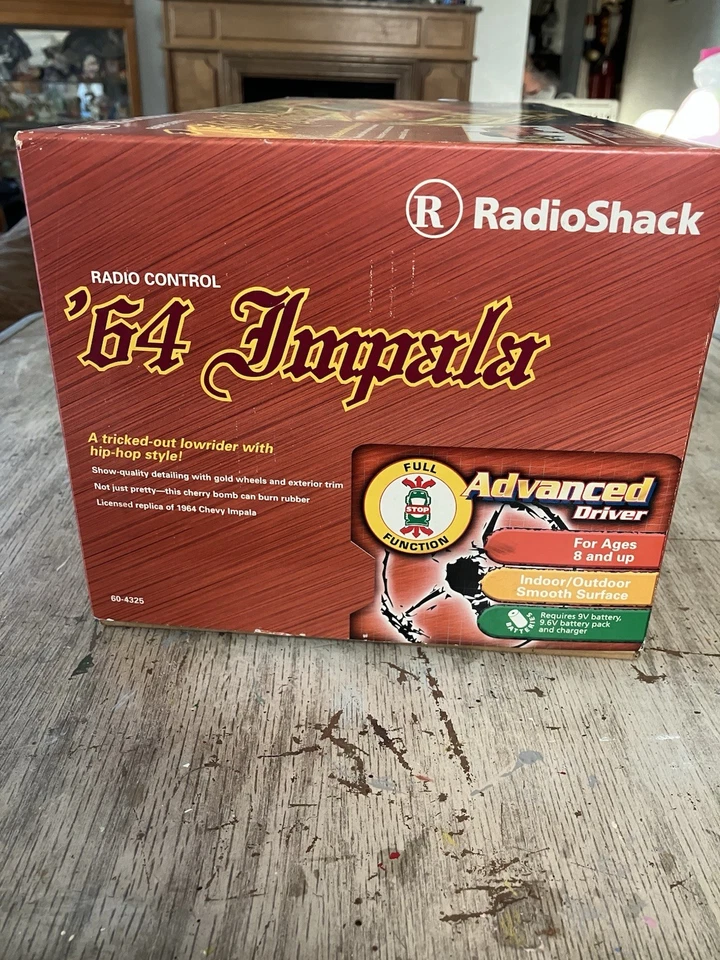 R RadioShack
RADIO CONTROL
'64 Impala
A tricked-out lowrider with
hip-hop style!
Show-quality detailing with gold wheels and exterior trim
Not just pretty—this cherry bomb can burn rubber
Licensed replica of 1964 Chevy Impala
60-4325
FULL
STOP
FUNCTION
Advanced
Driver
For Ages
8 and up
Indoor/Outdoor
Smooth Surface
BATTERIES
Requires 9V battery,
9.6V battery pack
and charger